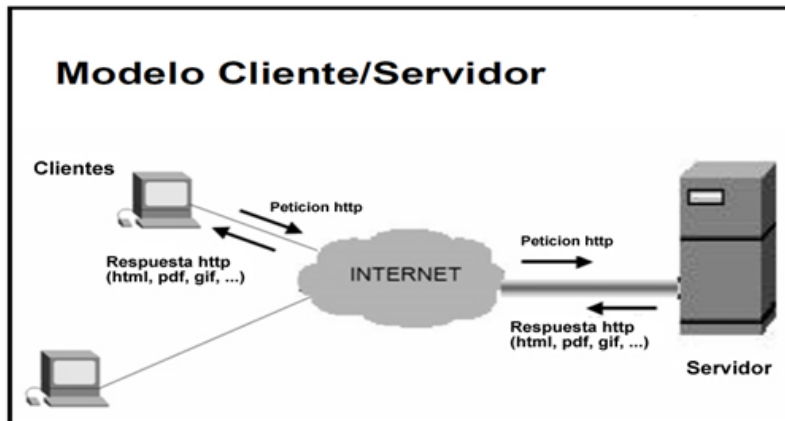 Modelo Cliente/Servidor
Clientes
Peticion http
Respuesta http
(html, pdf, gif, ...)
INTERNET
Peticion http
Respuesta http
(html, pdf, gif, ...)
Servidor